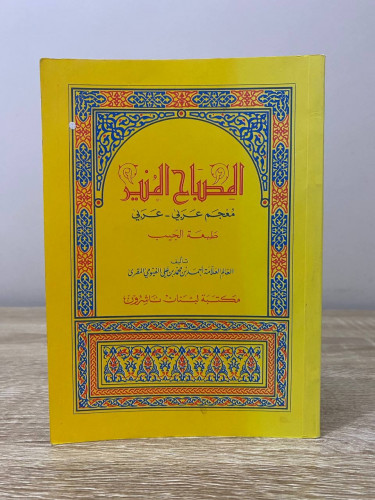 المصباح المنير
معجم عربي - عربي
طبعة الجيب
تأليف
العالم العلامة أحمد بن محمد بن علي الفيومي المقري
مكتبة لبنان ناشرون